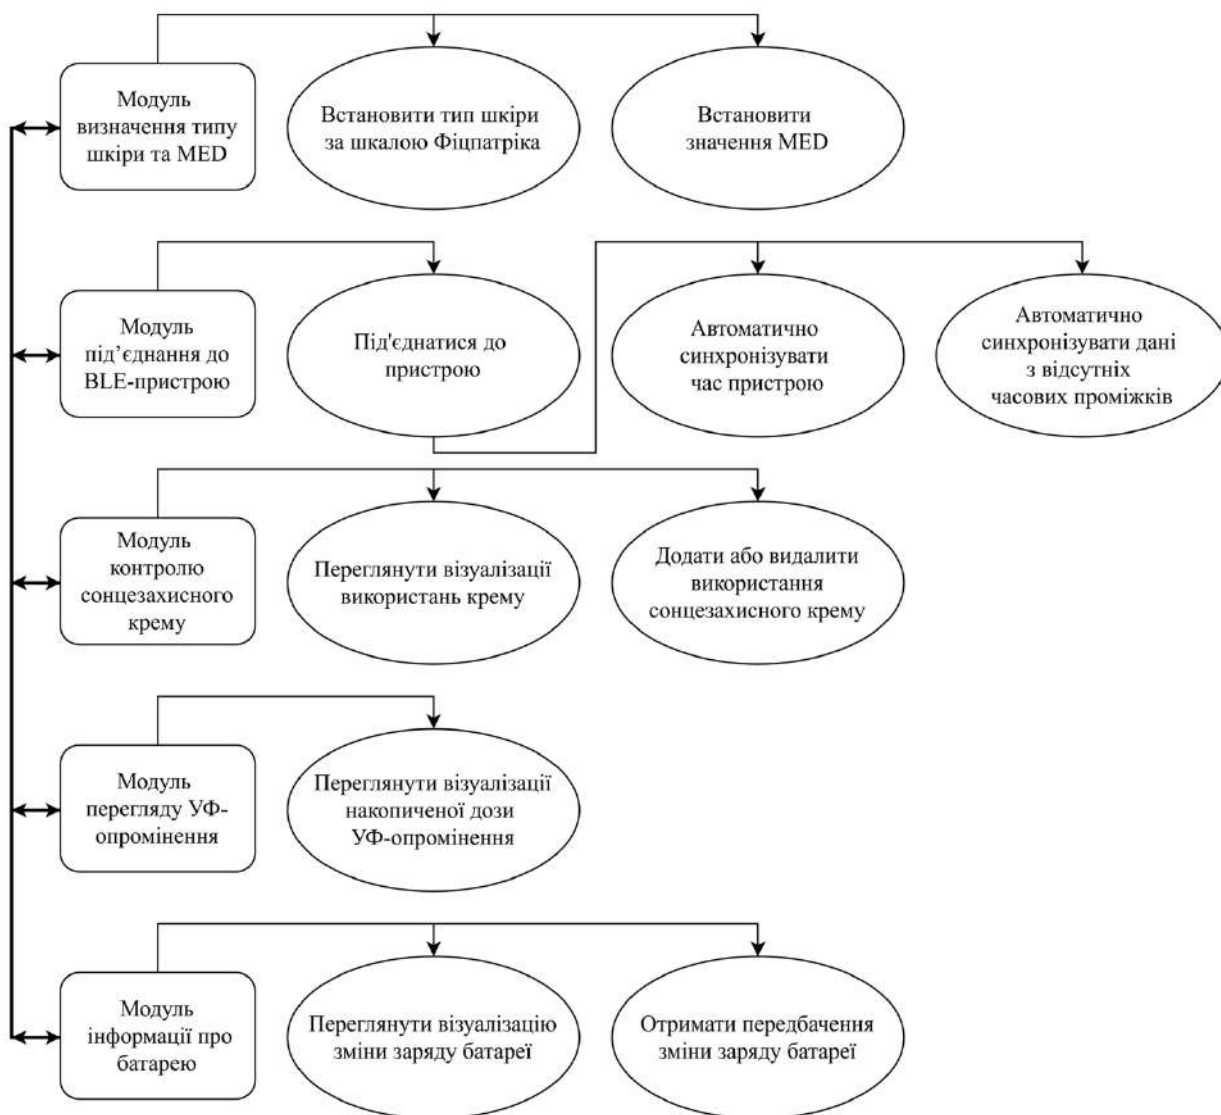 Модуль
визначення типу
шкіри та MED
Встановити тип шкіри
за шкалою Фіцпатріка
Встановити
значення MED
Модуль
під’єднання до
BLE-пристрою
Під'єднатися до
пристрою
Автоматично
синхронізувати
час пристрою
Автоматично
синхронізувати дані
з відсутніх
часових проміжків
Модуль
контролю
сонцезахисного
крему
Переглянути візуалізації
використань крему
Додати або видалити
використання
сонцезахисного крему
Модуль
перегляду УФ-
опромінення
Переглянути візуалізації
накопиченої дози
УФ-опромінення
Модуль
інформації про
батарею
Переглянути візуалізацію
зміни заряду батареї
Отримати передбачення
зміни заряду батареї